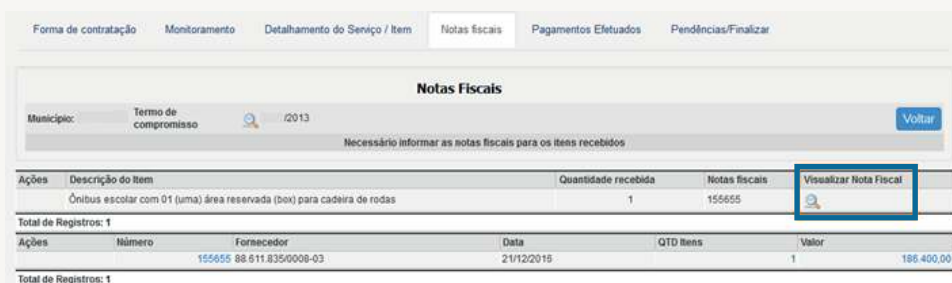 Forma de contratação Monitoramento Detalhamento do Serviço / Item Notas fiscais Pagamentos Efetuados Pendências/Finalizar
Notas Fiscais
Município: Termo de compromisso /2013 Voltar
Necessário informar as notas fiscais para os itens recebidos
Ações Descrição do Item Quantidade recebida Notas fiscais Visualizar Nota Fiscal
Ônibus escolar com 01 (uma) área reservada (box) para cadeira de rodas 1 155655
Total de Registros: 1
Ações Número Fornecedor Data QTD Itens Valor
155655 88.611.835/0008-03 21/12/2016 1 186.400,00
Total de Registros: 1